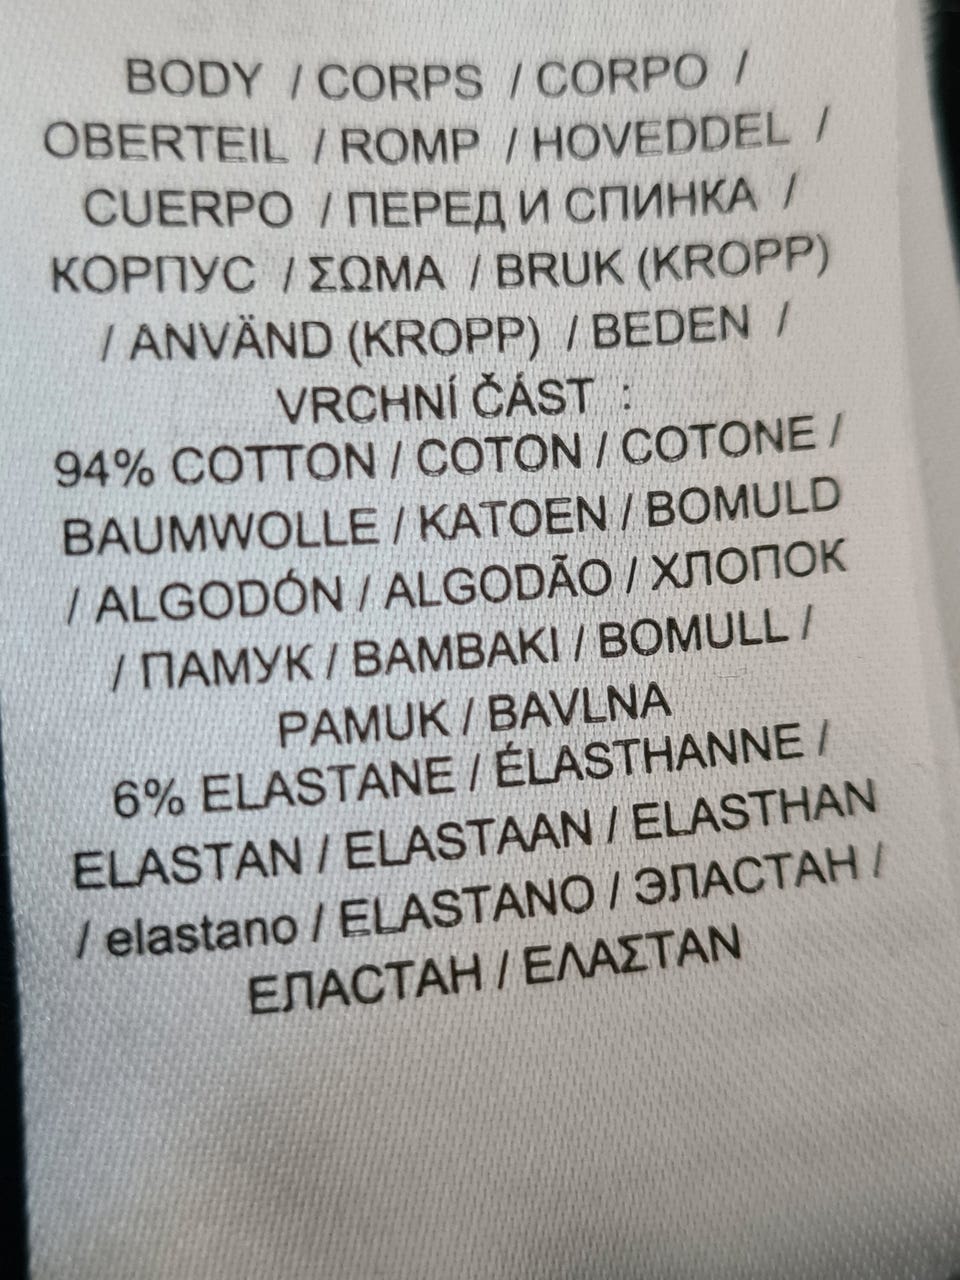 BODY / CORPS / CORPO /
OBERTEIL / ROMP / HOVEDDEL /
CUERPO / ПЕРЕД И СПИНКА /
КОРПУС / ΣΩΜΑ / BRUK (KROPP)
/ ANVÄND (KROPP) / BEDEN /
VRCHNÍ ČÁST :
94% COTTON / COTON / COTONE /
BAUMWOLLE / KATOEN / BOMULD
/ ALGODÓN / ALGODÃO / ХЛОПОК
/ ПАМУК / ΒΑΜΒΑΚΙ / BOMULL /
PAMUK / BAVLNA
6% ELASTANE / ÉLASTHANNE /
ELASTAN / ELASTAAN / ELASTHAN
/ elastano / ELASTANO / ЭЛАСТАН /
ЕЛАСТАН / ΕΛΑΣΤΑΝ